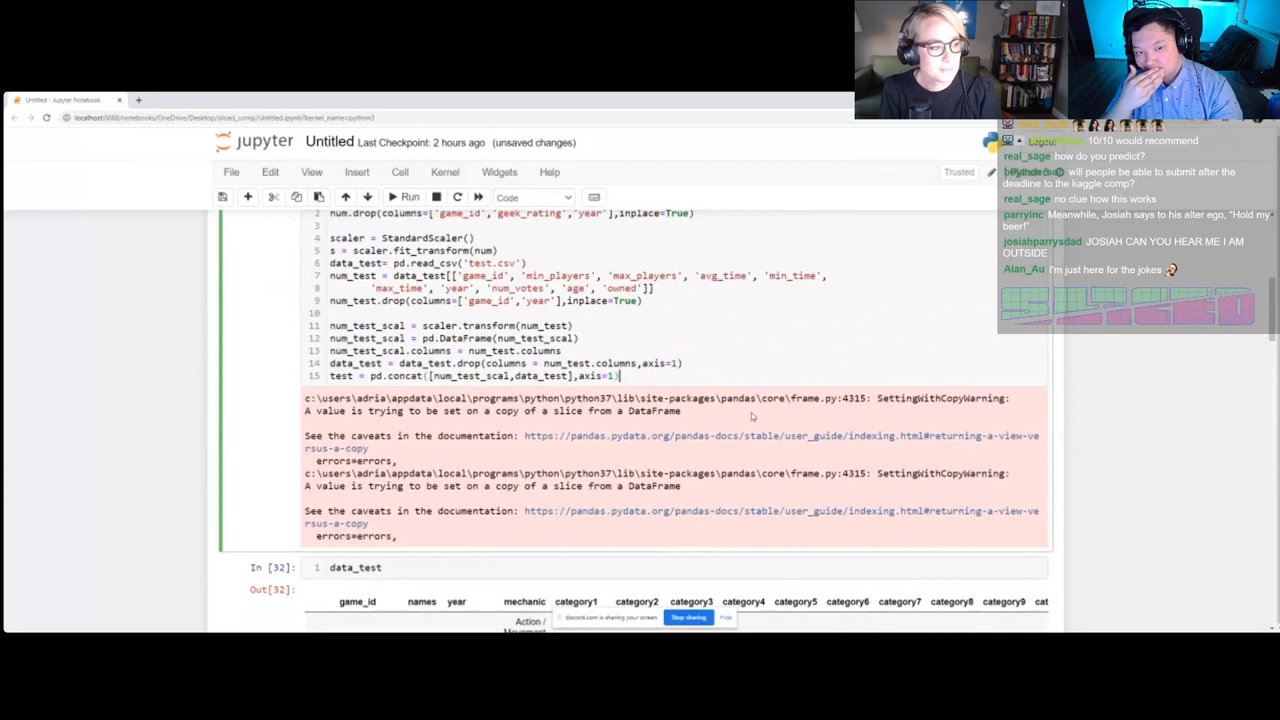 Untitled - Jupyter Notebook
localhost:8888/notebooks/OneDrive/Desktop/sliced_comp/Untitled.ipynb?kernel_name=python3
jupyter Untitled Last Checkpoint: 2 hours ago (unsaved changes)
File Edit View Insert Cell Kernel Widgets Help
Trusted
Run Code
2 num.drop(columns=['game_id','geek_rating','year'],inplace=True)
3
4 scaler = StandardScaler()
5 s = scaler.fit_transform(num)
6 data_test= pd.read_csv('test.csv')
7 num_test = data_test[['game_id', 'min_players', 'max_players', 'avg_time', 'min_time',
8 'max_time', 'year', 'num_votes', 'age', 'owned']]
9 num_test.drop(columns=['game_id','year'],inplace=True)
10
11 num_test_scal = scaler.transform(num_test)
12 num_test_scal = pd.DataFrame(num_test_scal)
13 num_test_scal.columns = num_test.columns
14 data_test = data_test.drop(columns = num_test.columns,axis=1)
15 test = pd.concat([num_test_scal,data_test],axis=1)
c:\users\adria\appdata\local\programs\python\python37\lib\site-packages\pandas\core\frame.py:4315: SettingWithCopyWarning:
A value is trying to be set on a copy of a slice from a DataFrame
See the caveats in the documentation: https://pandas.pydata.org/pandas-docs/stable/user_guide/indexing.html#returning-a-view-ve
rsus-a-copy
errors=errors,
c:\users\adria\appdata\local\programs\python\python37\lib\site-packages\pandas\core\frame.py:4315: SettingWithCopyWarning:
A value is trying to be set on a copy of a slice from a DataFrame
See the caveats in the documentation: https://pandas.pydata.org/pandas-docs/stable/user_guide/indexing.html#returning-a-view-ve
rsus-a-copy
errors=errors,
In [32]: 1 data_test
Out[32]:
game_id names year mechanic category1 category2 category3 category4 category5 category6 category7 category8 category9 cat
Action /
discord.com is sharing your screen. Stop sharing Hide
10/10 would recommend
real_sage how do you predict?
will people be able to submit after the
deadline to the kaggle comp?
real_sage no clue how this works
parryinc Meanwhile, Josiah says to his alter ego, "Hold my
beer!"
josiahparrysdad JOSIAH CAN YOU HEAR ME I AM
OUTSIDE
Alan_Au I'm just here for the jokes
SLICED